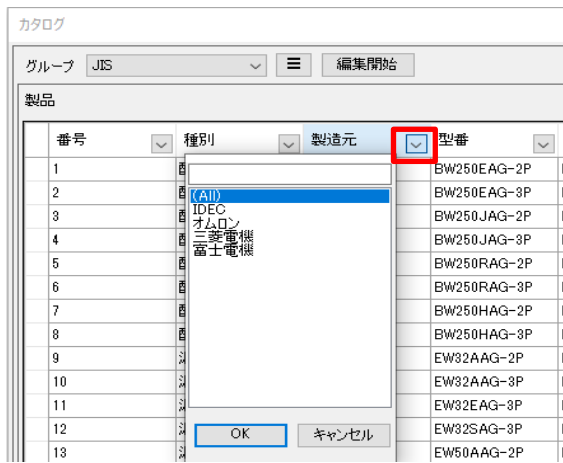 カタログ
グループ JIS 編集開始
製品
番号 種別 製造元 型番
1 BW250EAG-2P
2 BW250EAG-3P
3 BW250JAG-2P
4 BW250JAG-3P
5 BW250RAG-2P
6 BW250RAG-3P
7 BW250HAG-2P
8 BW250HAG-3P
9 EW32AAG-2P
10 EW32AAG-3P
11 EW32EAG-3P
12 EW32SAG-3P
13 EW50AAG-2P
(All)
IDEC
オムロン
三菱電機
富士電機
OK キャンセル